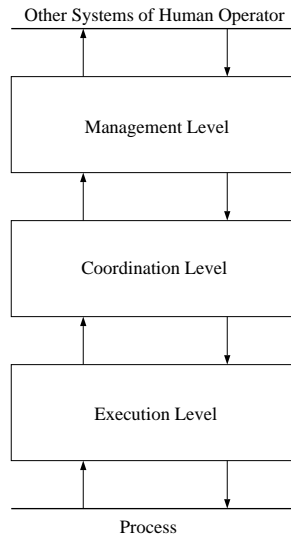 Other Systems of Human Operator
Management Level
Coordination Level
Execution Level
Process